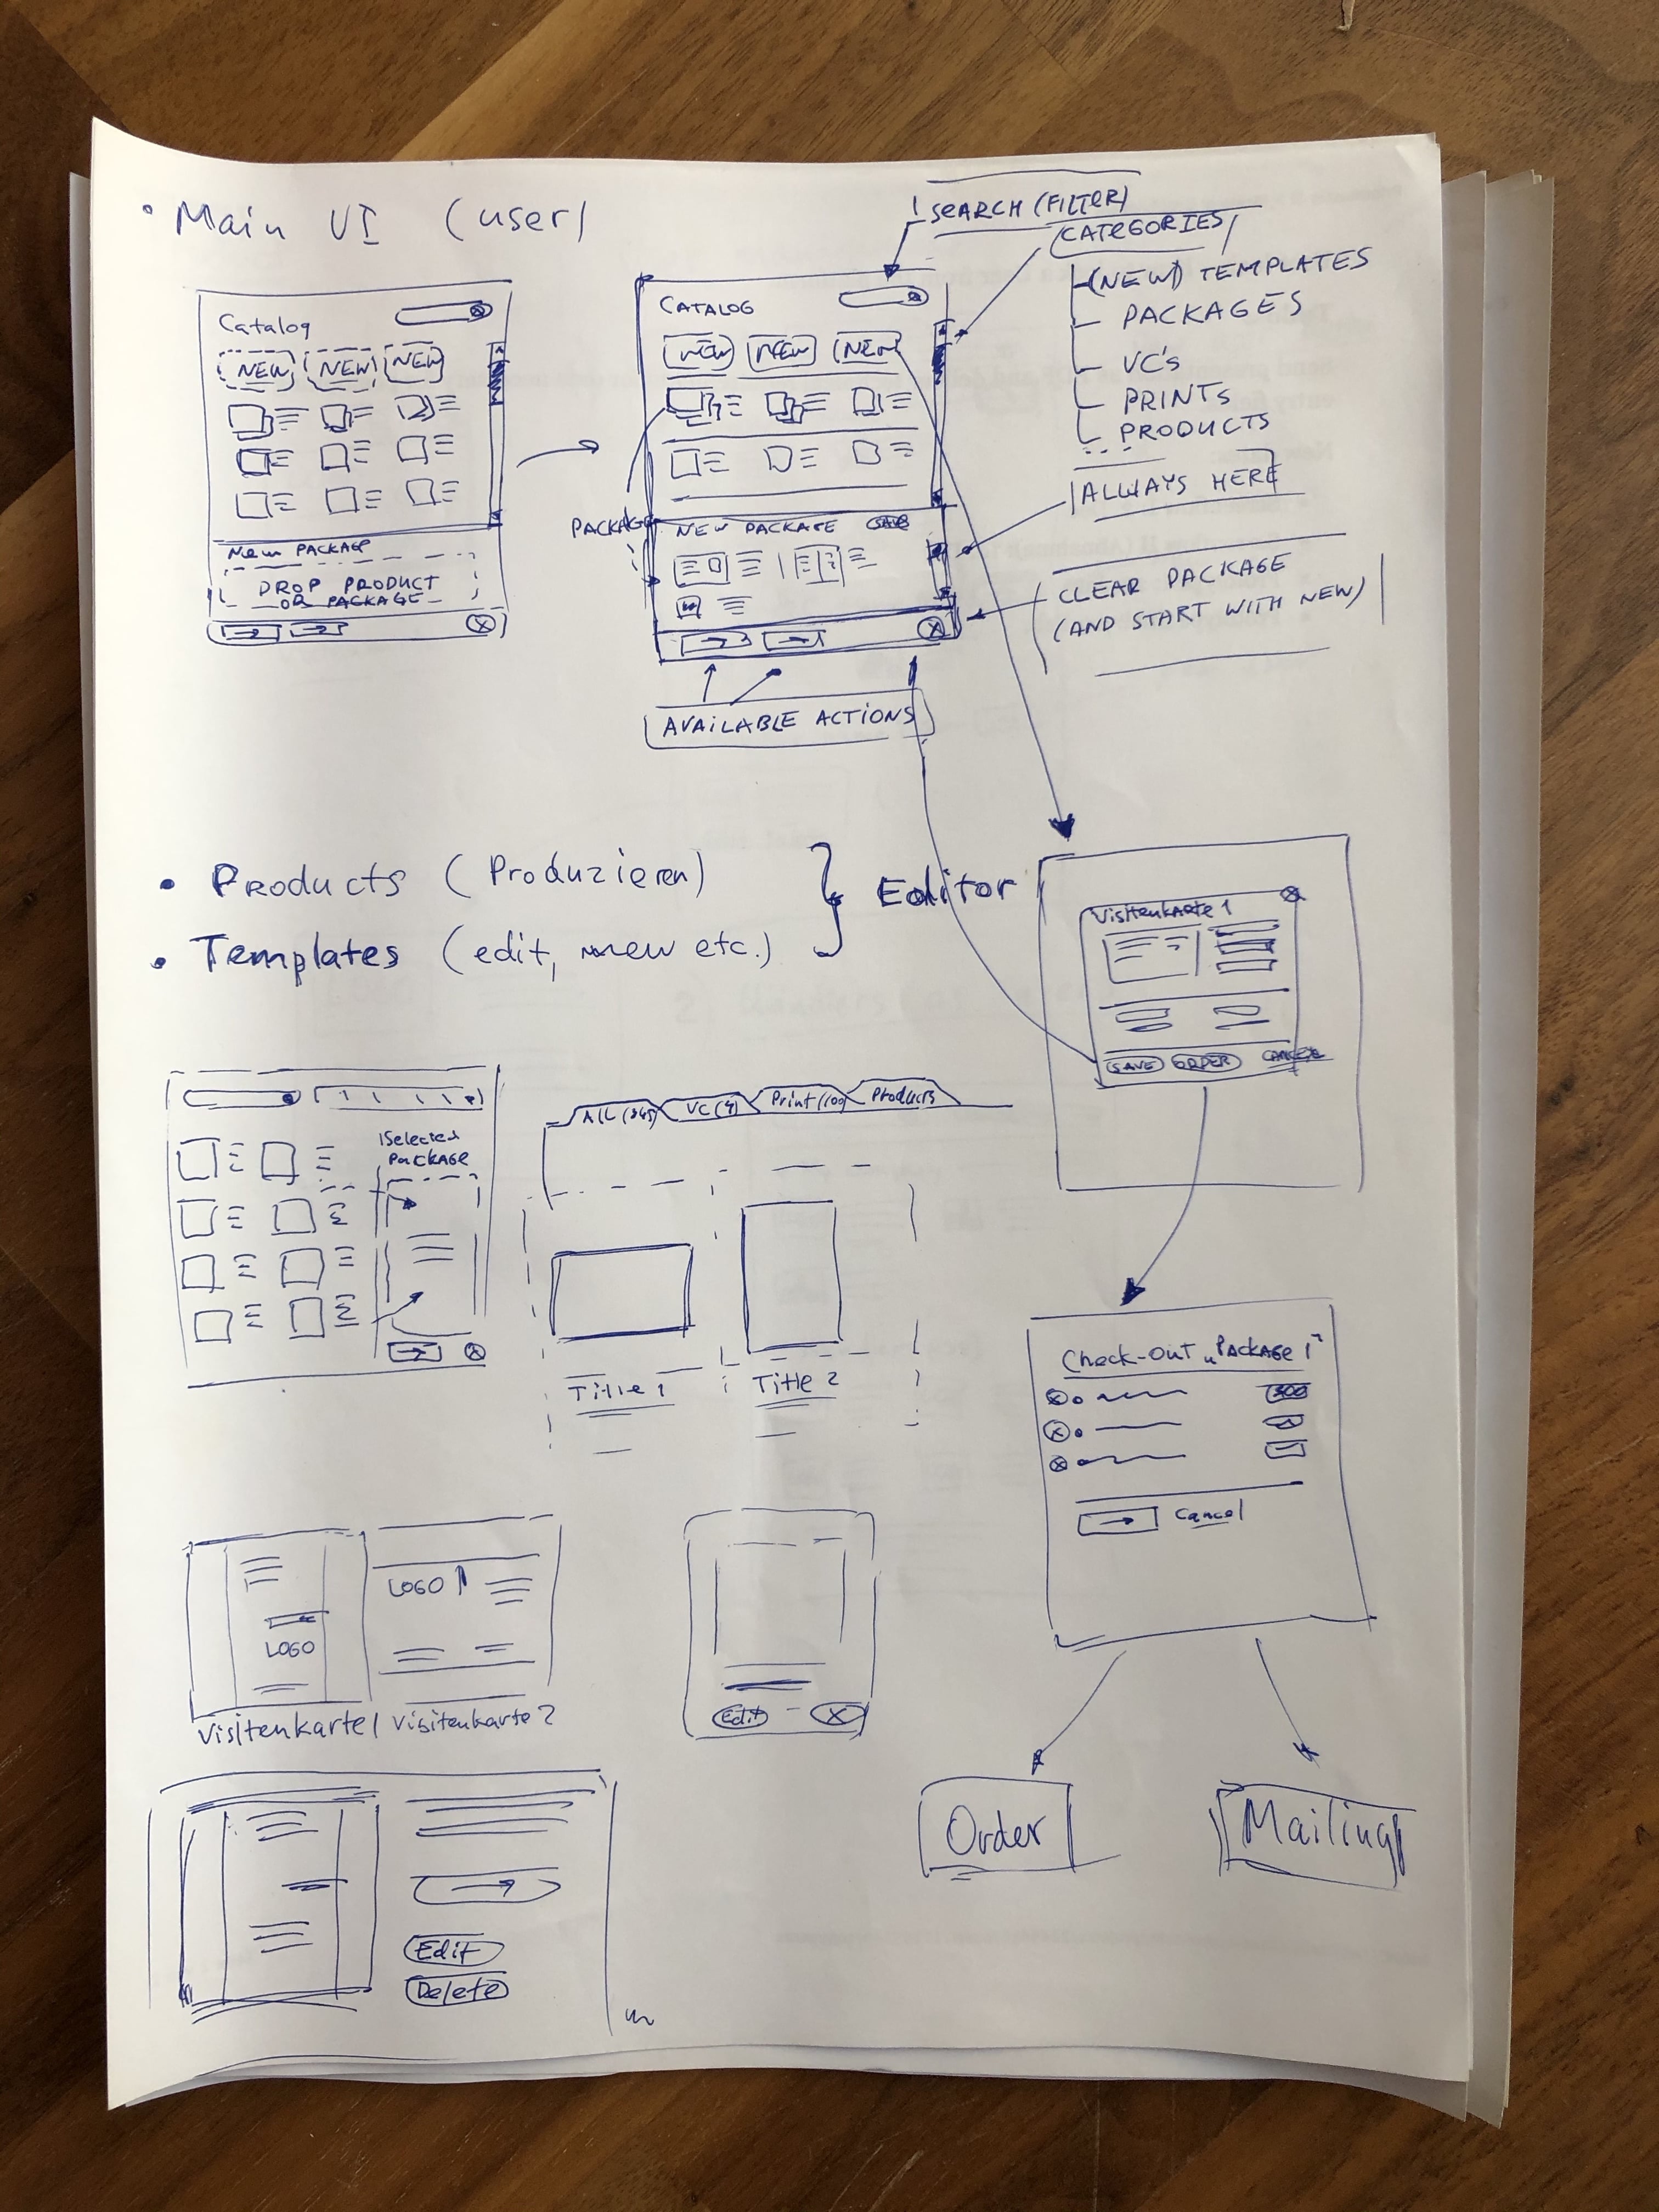 • Main UI (user)
Catalog
NEW NEW NEW
New PACKAGE
DROP PRODUCT
OR PACKAGE
SEARCH (FILTER)
CATEGORIES
(NEW) TEMPLATES
PACKAGES
VC's
PRINTS
PRODUCTS
...
CATALOG
NEW NEW NEW
PACKAGE
NEW PACKAGE
ALLWAYS HERE
CLEAR PACKAGE
(AND START WITH NEW)
AVAILABLE ACTIONS
• Products (Produzieren)
• Templates (edit, new etc.)
Editor
Visitenkarte 1
SAVE ORDER CANCEL
Selected
PACKAGE
All (345) VC (4) Print (100) Products
Title 1
Title 2
Check-Out „PACKAGE 1"
300
Cancel
LOGO
LOGO
Visitenkarte 1 Visitenkarte 2
Edit
Edit
Delete
Order
Mailing